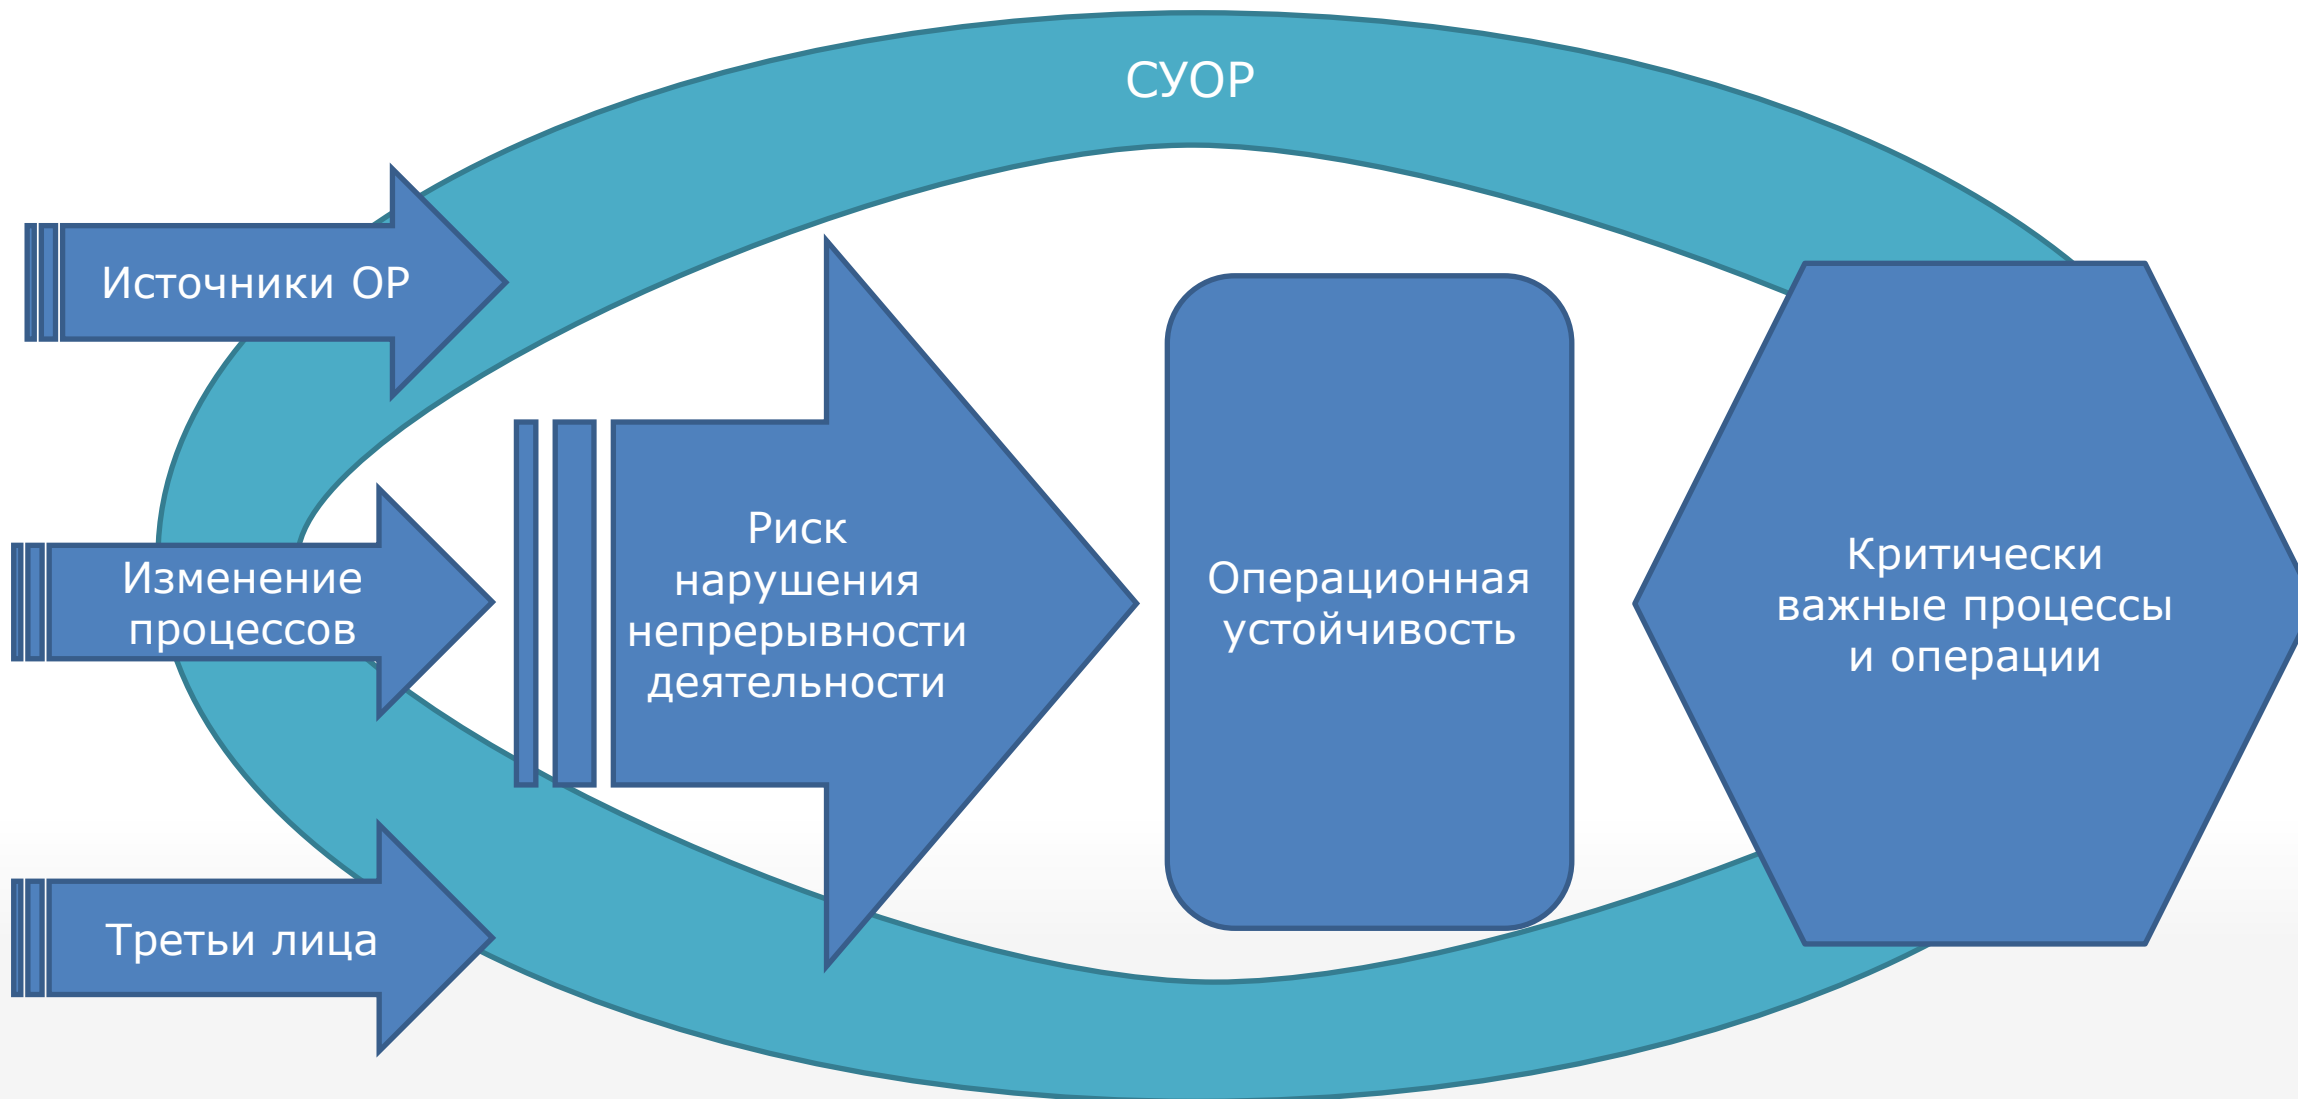 СУОР
Источники ОР
Изменение
процессов
Третьи лица
Риск
нарушения
непрерывности
деятельности
Операционная
устойчивость
Критически
важные процессы
и операции